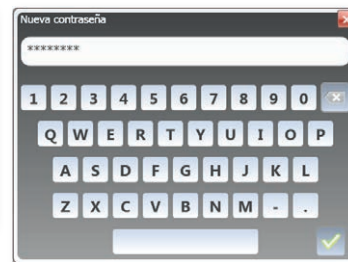 Nueva contraseña
********
1 2 3 4 5 6 7 8 9 0
Q W E R T Y U I O P
A S D F G H J K L
Z X C V B N M - .